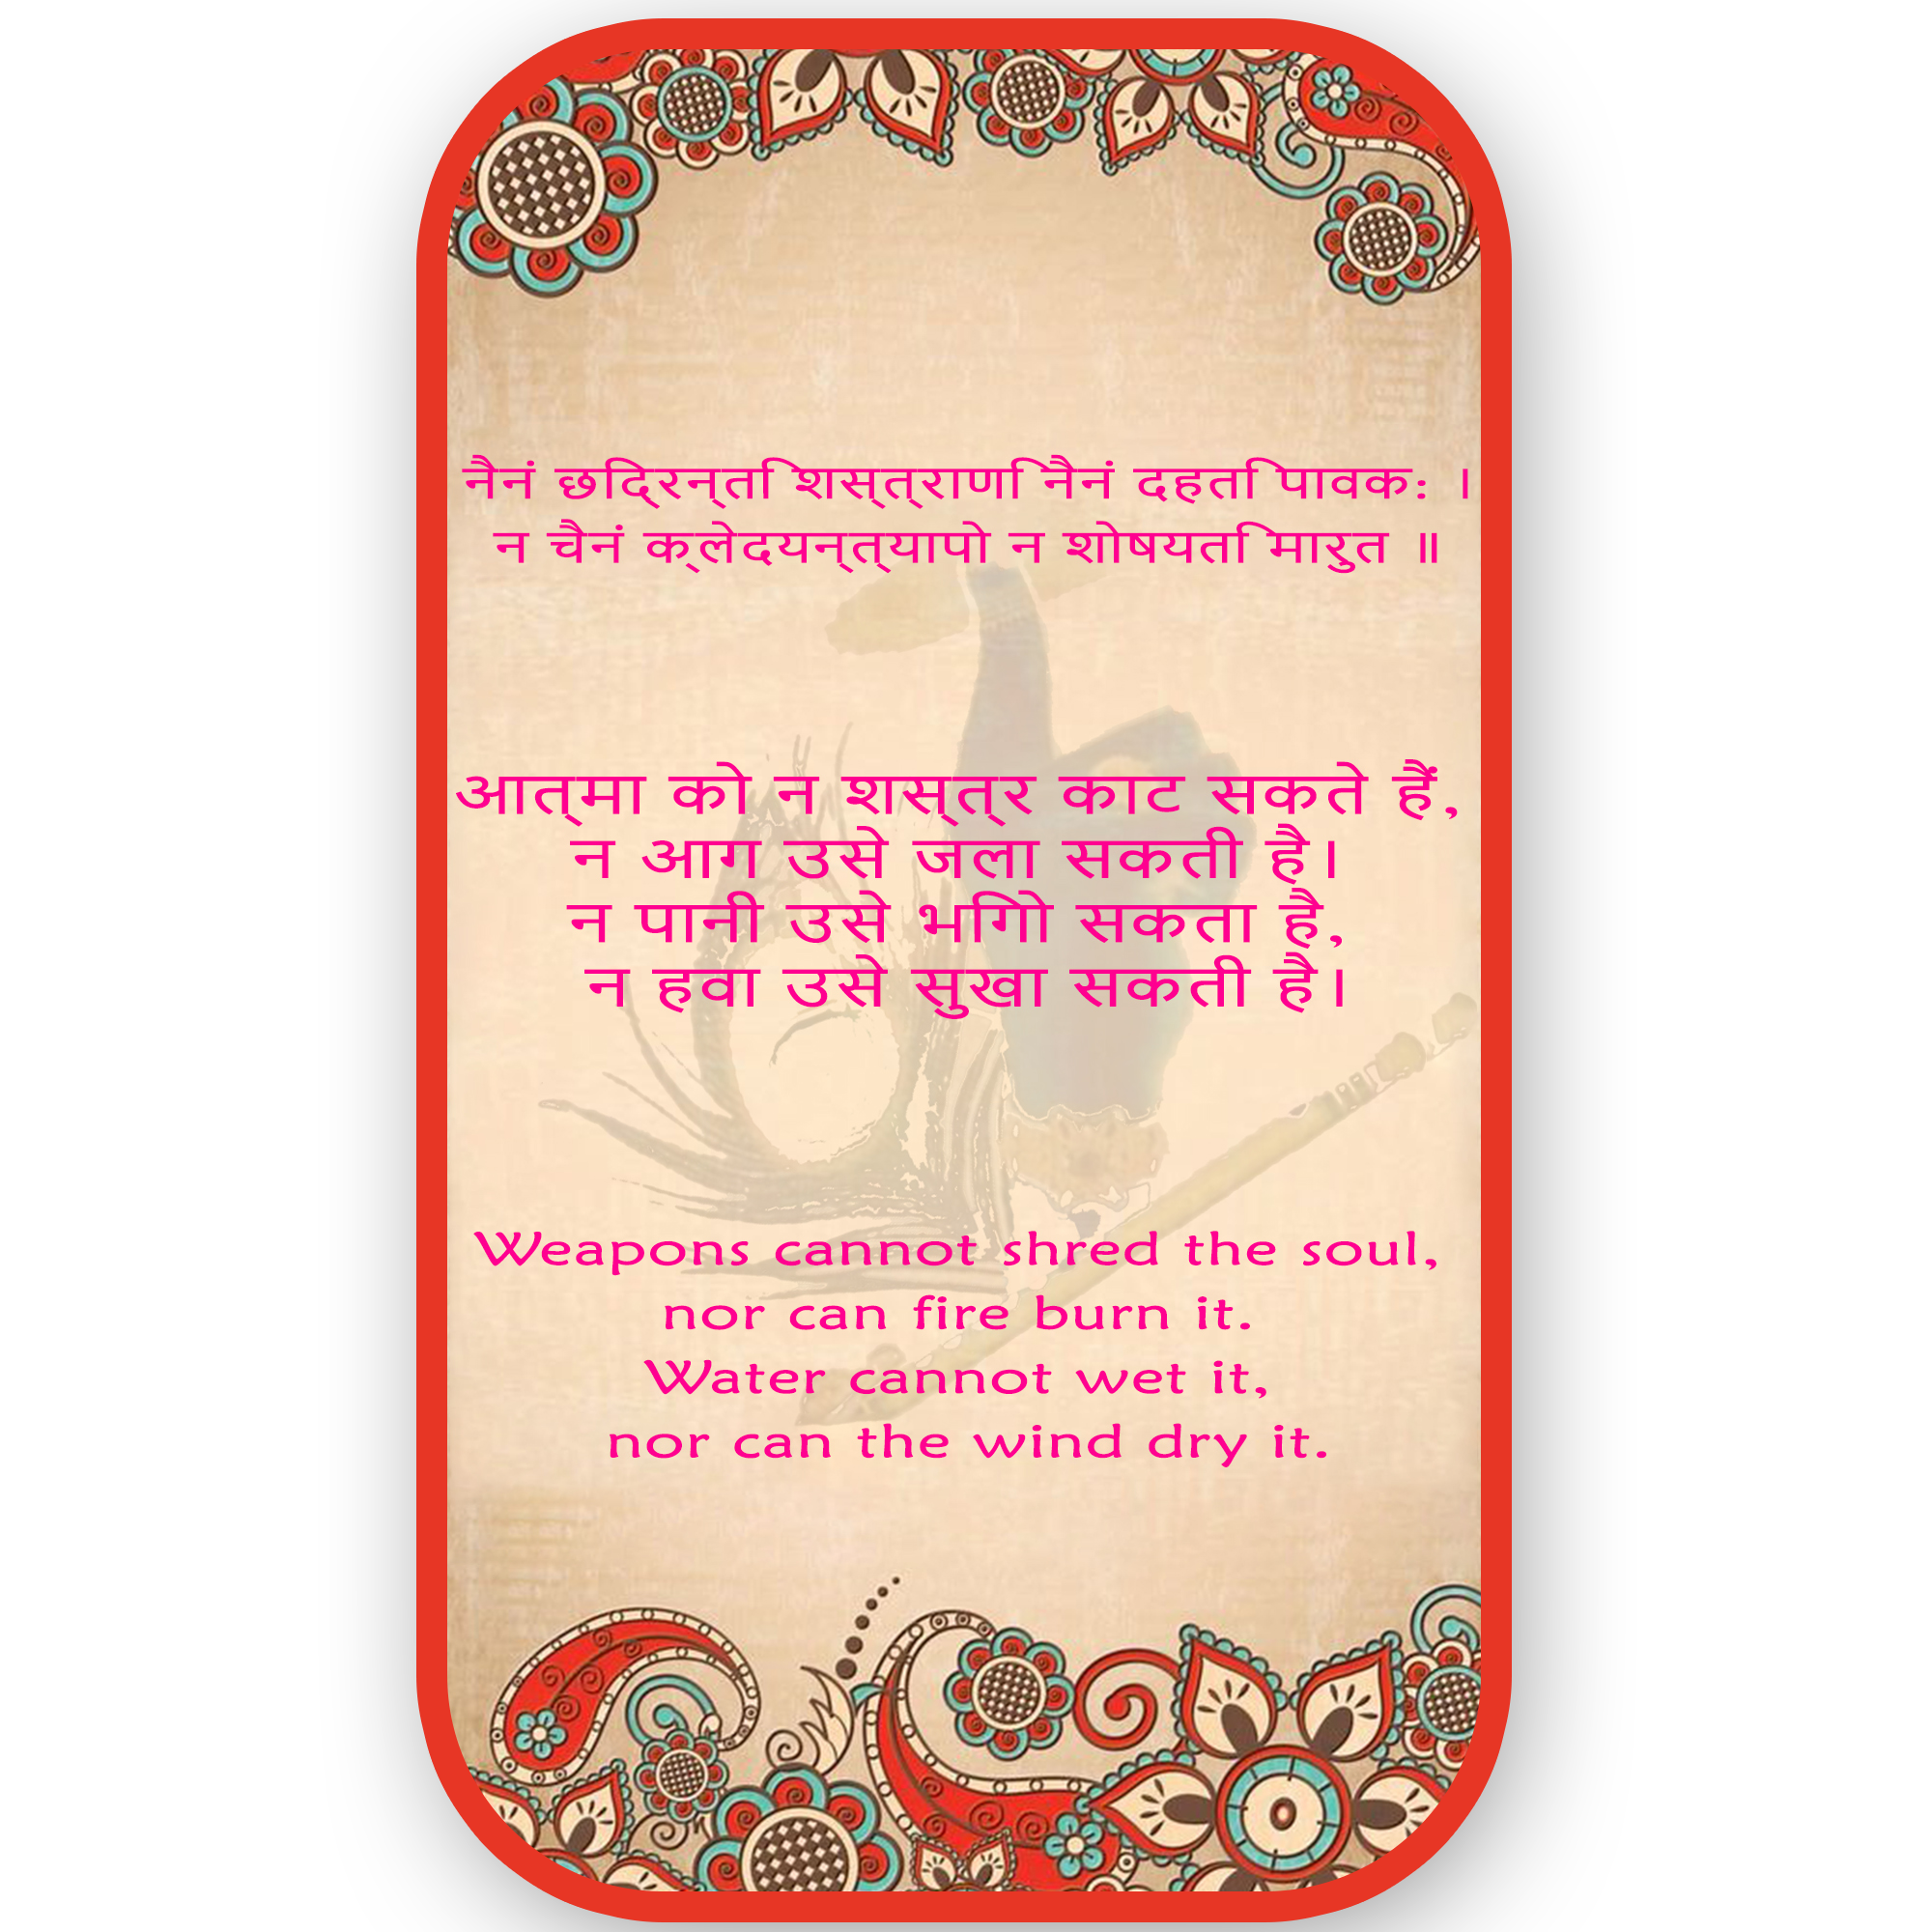 नैनं छिद्रन्ति शस्त्राणि नैनं दहति पावक: ।
न चैनं क्लेदयन्त्यापो न शोषयति मारुत ॥
आत्मा को न शस्त्र काट सकते हैं,
न आग उसे जला सकती है।
न पानी उसे भिगो सकता है,
न हवा उसे सुखा सकती है।
Weapons cannot shred the soul,
nor can fire burn it.
Water cannot wet it,
nor can the wind dry it.